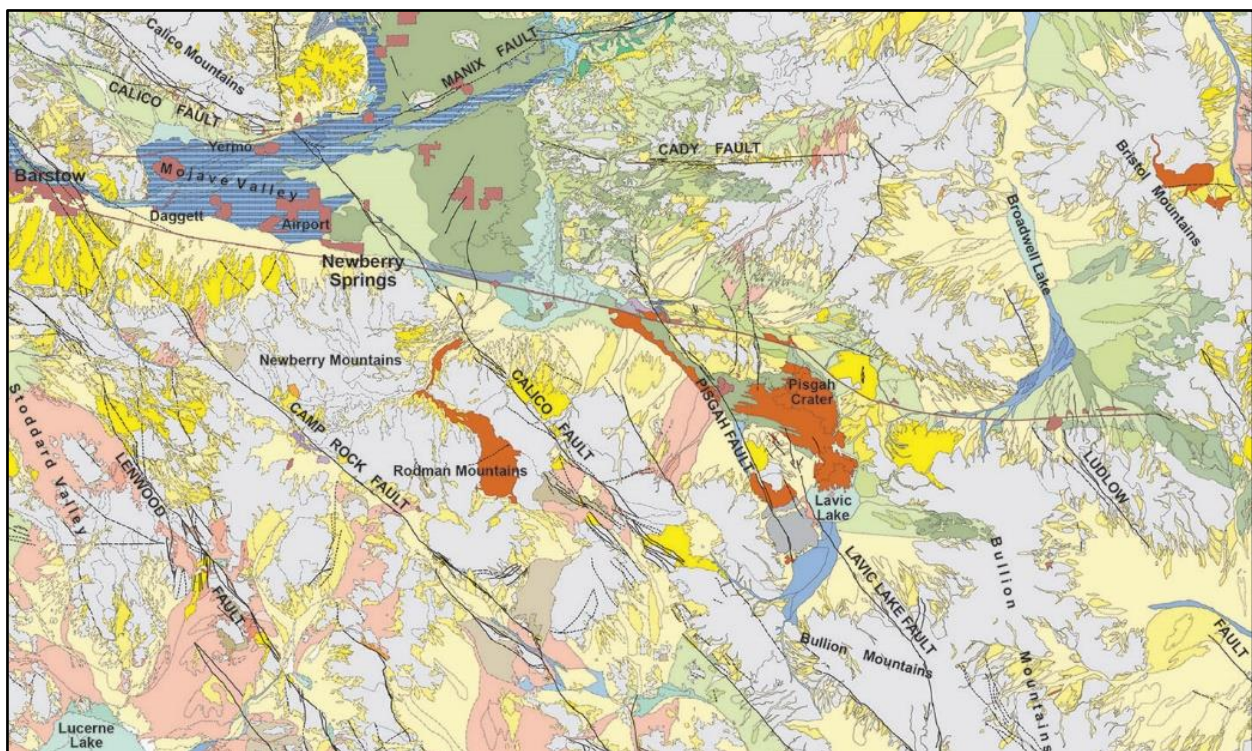 Calico Mountains
CALICO FAULT
MANIX FAULT
Yermo
Mojave Valley
Barstow
Daggett
Airport
Newberry
Springs
CADY FAULT
Bristol Mountains
Broadwell Lake
Newberry Mountains
CALICO FAULT
Pisgah
Crater
PISGAH FAULT
Stoddard Valley
CAMP ROCK FAULT
Rodman Mountains
LENWOOD FAULT
Lavic
Lake
LUDLOW FAULT
LAVIC LAKE FAULT
Bullion Mountain
Bullion Mountains
Lucerne
Lake